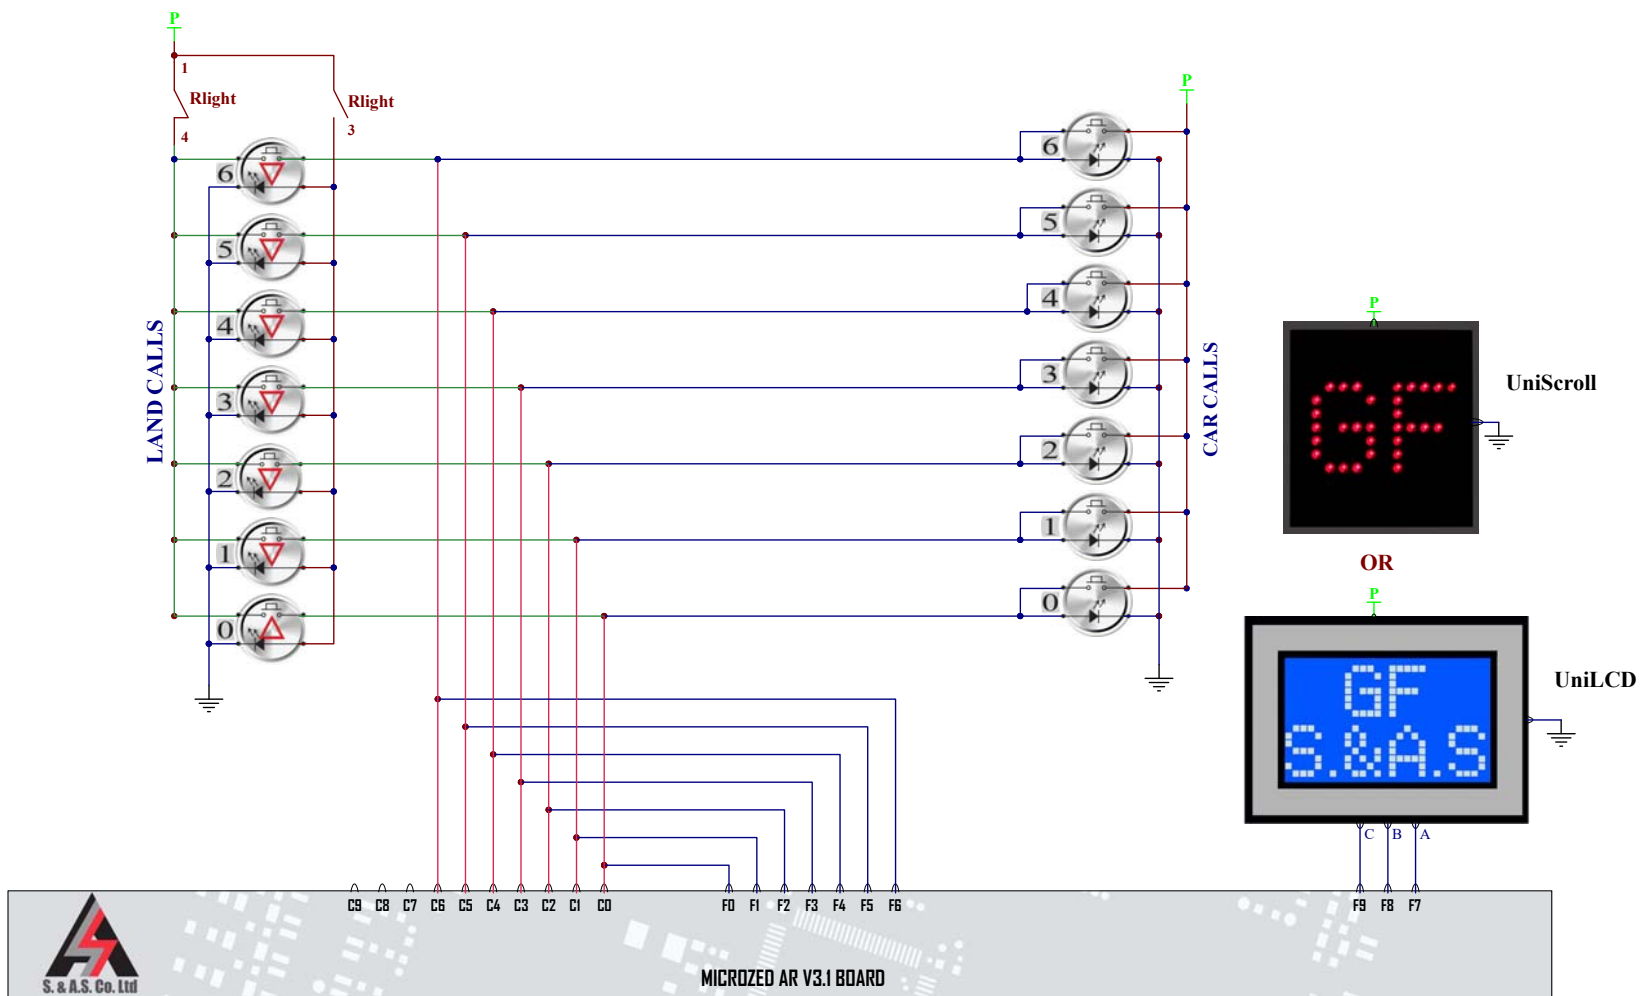 P
1
Rlight
Rlight
4
3
P
6
6
5
5
4
4
P
LAND CALLS
CAR CALLS
3
3
GF
UniScroll
2
2
1
1
OR
P
0
0
GF
S.&A.S
UniLCD
C B A
C9 C8 C7 C6 C5 C4 C3 C2 C1 C0 F0 F1 F2 F3 F4 F5 F6 F9 F8 F7
S. & A.S. Co. Ltd
MICROZED AR V3.1 BOARD